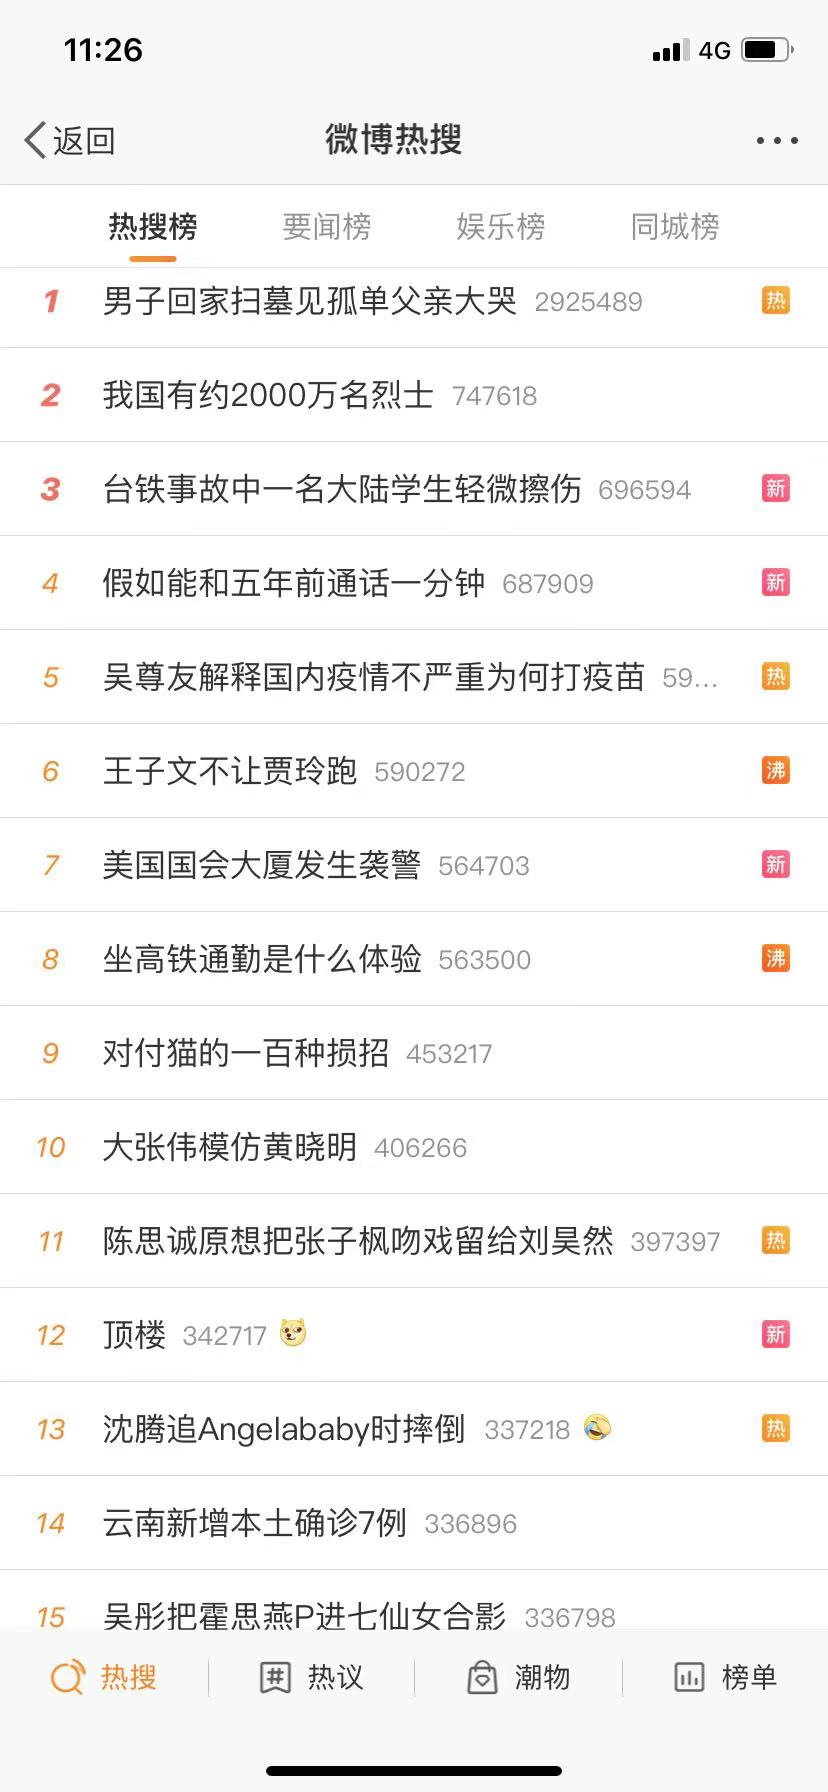 11:26 4G
返回 微博热搜
热搜榜 要闻榜 娱乐榜 同城榜
1 男子回家扫墓见孤单父亲大哭 2925489 热
2 我国有约2000万名烈士 747618
3 台铁事故中一名大陆学生轻微擦伤 696594 新
4 假如能和五年前通话一分钟 687909 新
5 吴尊友解释国内疫情不严重为何打疫苗 59... 热
6 王子文不让贾玲跑 590272 沸
7 美国国会大厦发生袭警 564703 新
8 坐高铁通勤是什么体验 563500 沸
9 对付猫的一百种损招 453217
10 大张伟模仿黄晓明 406266
11 陈思诚原想把张子枫吻戏留给刘昊然 397397 热
12 顶楼 342717 新
13 沈腾追Angelababy时摔倒 337218 热
14 云南新增本土确诊7例 336896
15 吴彤把霍思燕P进七仙女合影 336798
热搜 热议 潮物 榜单